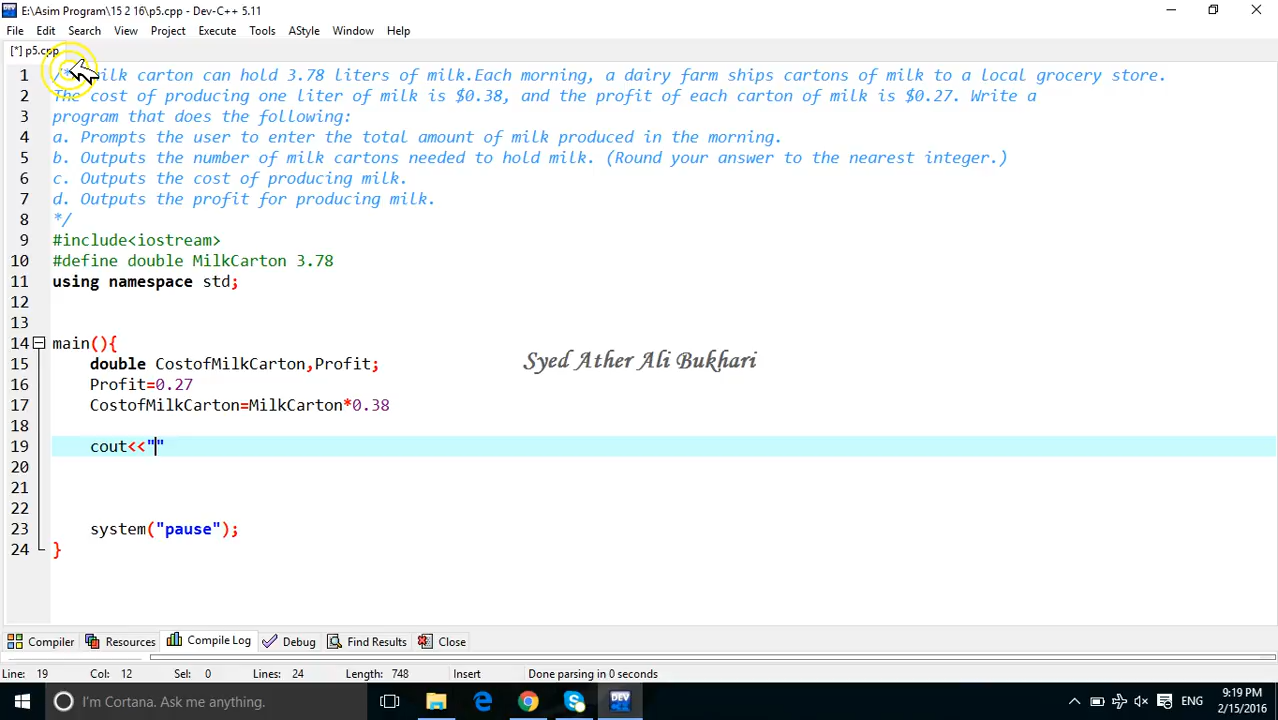 E:\Asim Program\15 2 16\p5.cpp - Dev-C++ 5.11
File Edit Search View Project Execute Tools AStyle Window Help
[*] p5.cpp
1 /* milk carton can hold 3.78 liters of milk.Each morning, a dairy farm ships cartons of milk to a local grocery store.
2 The cost of producing one liter of milk is $0.38, and the profit of each carton of milk is $0.27. Write a
3 program that does the following:
4 a. Prompts the user to enter the total amount of milk produced in the morning.
5 b. Outputs the number of milk cartons needed to hold milk. (Round your answer to the nearest integer.)
6 c. Outputs the cost of producing milk.
7 d. Outputs the profit for producing milk.
8 */
9 #include<iostream>
10 #define double MilkCarton 3.78
11 using namespace std;
12
13
14 main(){
15 double CostofMilkCarton,Profit;
16 Profit=0.27
17 CostofMilkCarton=MilkCarton*0.38
18
19 cout<<""
20
21
22
23 system("pause");
24 }
Syed Ather Ali Bukhari
Compiler Resources Compile Log Debug Find Results Close
Line: 19 Col: 12 Sel: 0 Lines: 24 Length: 748 Insert Done parsing in 0 seconds
I'm Cortana. Ask me anything.
DEV
ENG
9:19 PM
2/15/2016